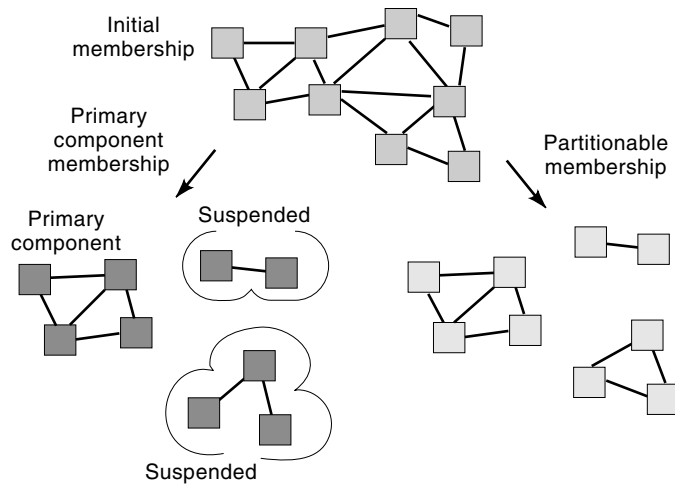 Initial
membership
Primary
component
membership
Partitionable
membership
Primary
component
Suspended
Suspended